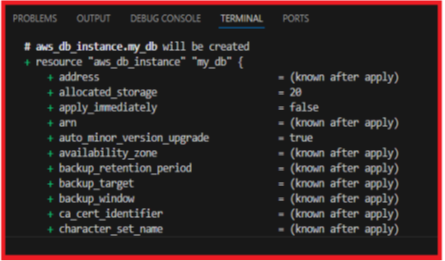 PROBLEMS OUTPUT DEBUG CONSOLE TERMINAL PORTS
# aws_db_instance.my_db will be created
+ resource "aws_db_instance" "my_db" {
+ address = (known after apply)
+ allocated_storage = 20
+ apply_immediately = false
+ arn = (known after apply)
+ auto_minor_version_upgrade = true
+ availability_zone = (known after apply)
+ backup_retention_period = (known after apply)
+ backup_target = (known after apply)
+ backup_window = (known after apply)
+ ca_cert_identifier = (known after apply)
+ character_set_name = (known after apply)